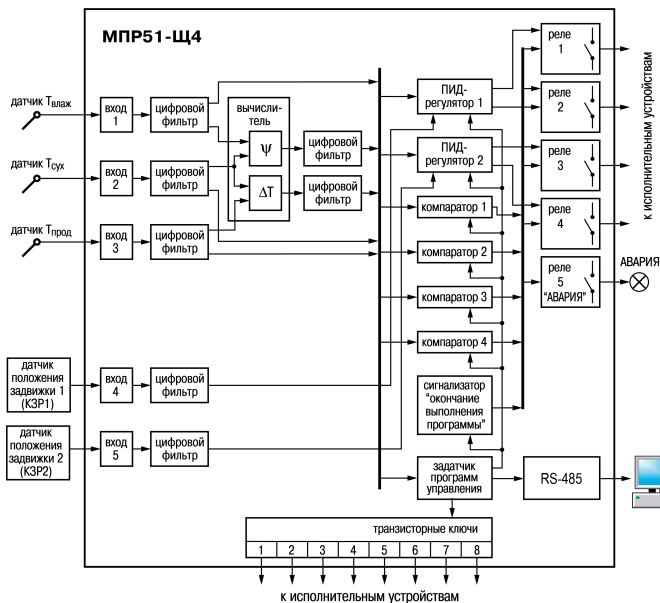 МПР51-Щ4
датчик Tвлаж
вход
1
цифровой
фильтр
датчик Tсух
вход
2
цифровой
фильтр
датчик Tпрод
вход
3
цифровой
фильтр
вычисли-
тель
Ψ
ΔT
цифровой
фильтр
цифровой
фильтр
датчик
положения
задвижки 1
(КЗР1)
вход
4
цифровой
фильтр
датчик
положения
задвижки 2
(КЗР2)
вход
5
цифровой
фильтр
ПИД-
регулятор 1
ПИД-
регулятор 2
компаратор 1
компаратор 2
компаратор 3
компаратор 4
сигнализатор
"окончание
выполнения
программы"
задатчик
программ
управления
реле
1
реле
2
реле
3
реле
4
реле
5
"АВАРИЯ"
к исполнительным устройствам
АВАРИЯ
RS-485
транзисторные ключи
1 2 3 4 5 6 7 8
к исполнительным устройствам